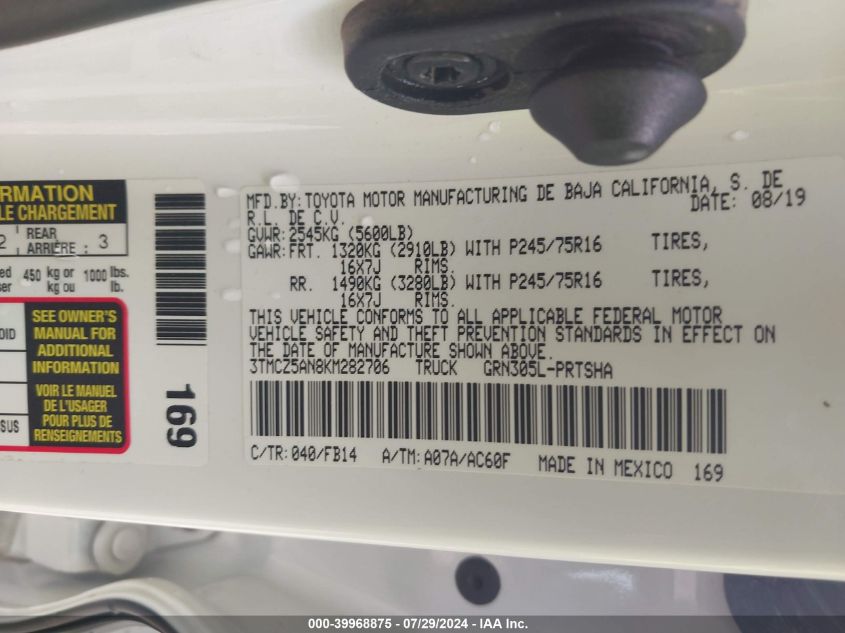 RMATION
LE CHARGEMENT
2 REAR
ARRIÈRE : 3
450 kg or 1000 lbs.
kg ou lb.
SEE OWNER'S
MANUAL FOR
ADDITIONAL
INFORMATION
VOIR LE MANUEL
DE L'USAGER
POUR PLUS DE
RENSEIGNEMENTS
OID
SUS
169
MFD.BY: TOYOTA MOTOR MANUFACTURING DE BAJA CALIFORNIA, S. DE
R.L. DE C.V. DATE: 08/19
GVWR: 2545KG (5600LB)
GAWR: FRT. 1320KG (2910LB) WITH P245/75R16 TIRES,
16X7J RIMS.
RR. 1490KG (3280LB) WITH P245/75R16 TIRES,
16X7J RIMS.
THIS VEHICLE CONFORMS TO ALL APPLICABLE FEDERAL MOTOR
VEHICLE SAFETY AND THEFT PREVENTION STANDARDS IN EFFECT ON
THE DATE OF MANUFACTURE SHOWN ABOVE.
3TMCZ5AN8KM282706 TRUCK GRN305L-PRTSHA
C/TR: 040/FB14 A/TM: A07A/AC60F MADE IN MEXICO 169
000-39968875 - 07/29/2024 - IAA Inc.